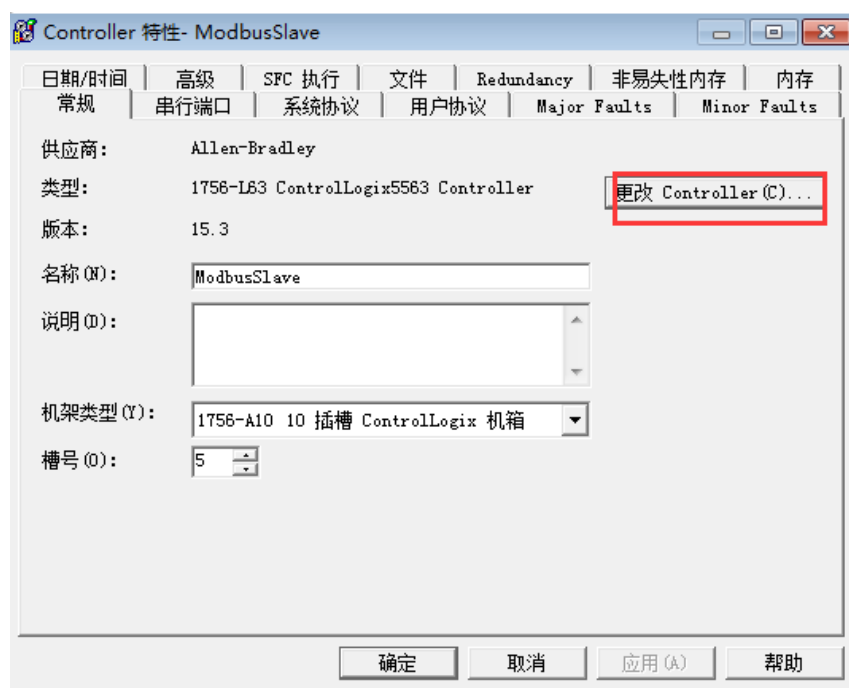 Controller 特性- ModbusSlave
日期/时间 高级 SFC 执行 文件 Redundancy 非易失性内存 内存
常规 串行端口 系统协议 用户协议 Major Faults Minor Faults
供应商: Allen-Bradley
类型: 1756-L63 ControlLogix5563 Controller 更改 Controller(C)...
版本: 15.3
名称(N): ModbusSlave
说明(D):
机架类型(Y): 1756-A10 10 插槽 ControlLogix 机箱
槽号(O): 5
确定 取消 应用(A) 帮助